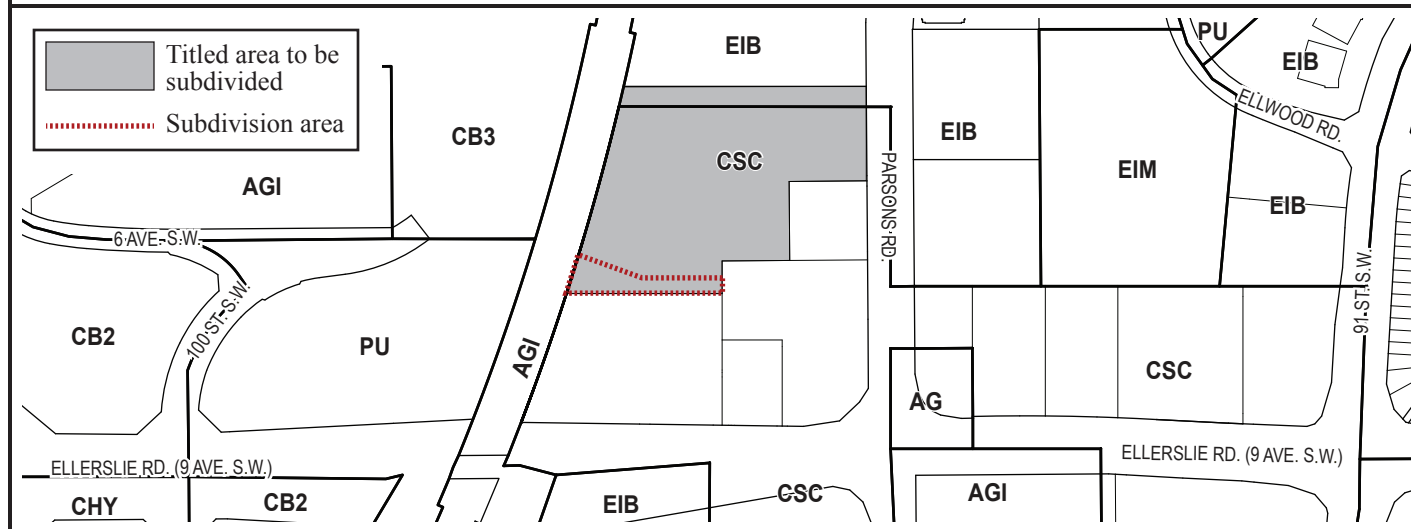 Titled area to be
subdivided
Subdivision area
EIB
PU
EIB
ELLWOOD RD.
CB3
CSC
EIB
EIM
AGI
EIB
PARSONS RD.
6 AVE. S.W.
100 ST. S.W.
91 ST. S.W.
CB2
PU
AGI
CSC
AG
ELLERSLIE RD. (9 AVE. S.W.)
ELLERSLIE RD. (9 AVE. S.W.)
CHY
CB2
EIB
CSC
AGI